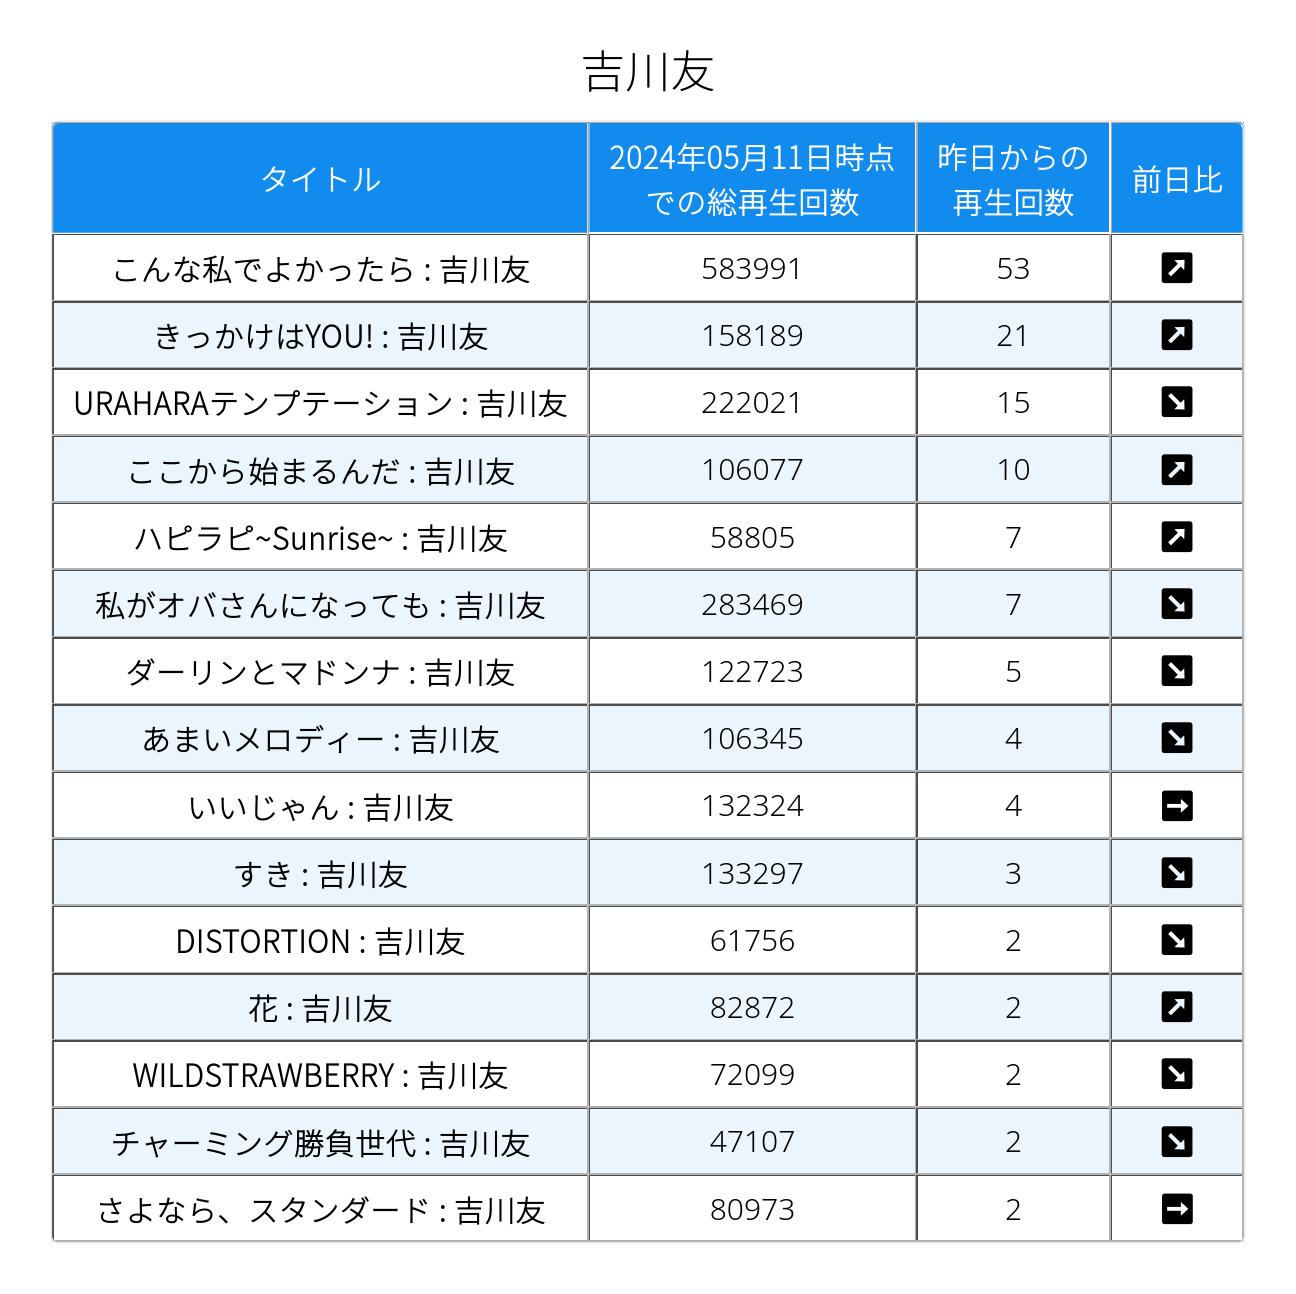 吉川友
タイトル
2024年05月11日時点
での総再生回数
昨日からの
再生回数
前日比
こんな私でよかったら : 吉川友 583991 53 ↗
きっかけはYOU! : 吉川友 158189 21 ↗
URAHARAテンプテーション : 吉川友 222021 15 ↘
ここから始まるんだ : 吉川友 106077 10 ↗
ハピラピ~Sunrise~ : 吉川友 58805 7 ↗
私がオバさんになっても : 吉川友 283469 7 ↘
ダーリンとマドンナ : 吉川友 122723 5 ↘
あまいメロディー : 吉川友 106345 4 ↘
いいじゃん : 吉川友 132324 4 →
すき : 吉川友 133297 3 ↘
DISTORTION : 吉川友 61756 2 ↘
花 : 吉川友 82872 2 ↗
WILDSTRAWBERRY : 吉川友 72099 2 ↘
チャーミング勝負世代 : 吉川友 47107 2 ↘
さよなら、スタンダード : 吉川友 80973 2 →